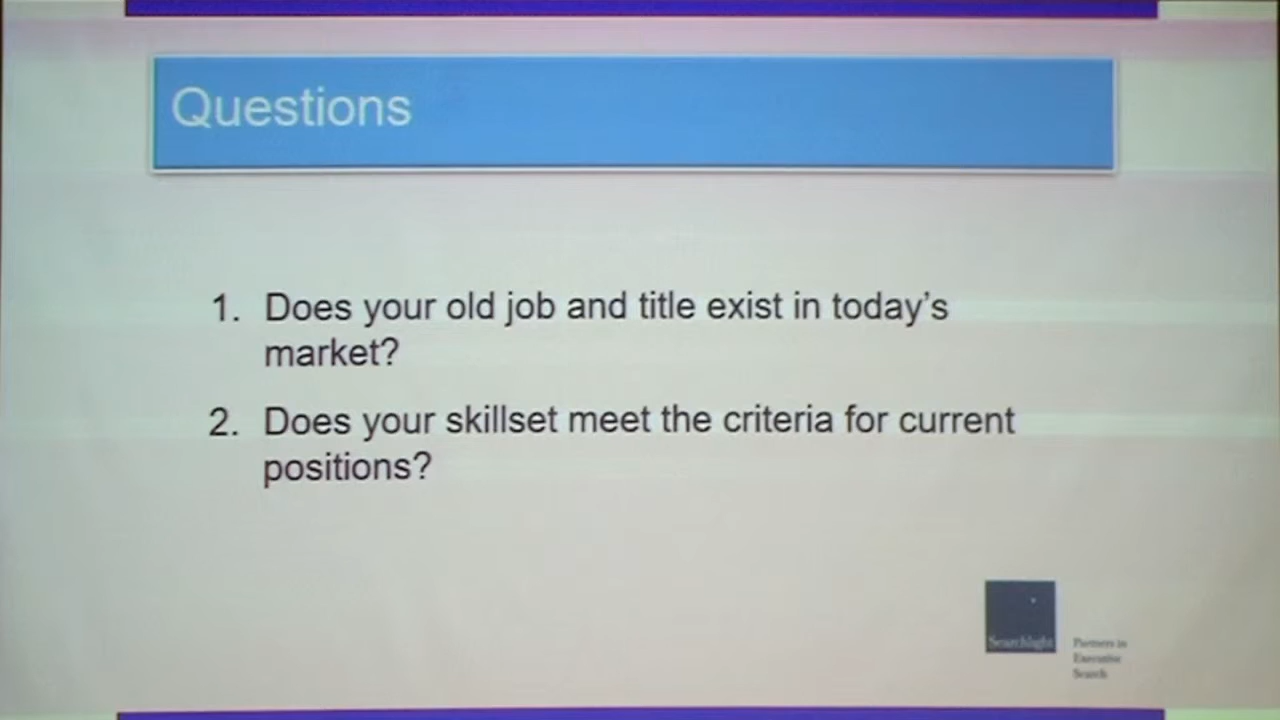 Questions
1. Does your old job and title exist in today's
market?
2. Does your skillset meet the criteria for current
positions?
Searchlight
Partners in
Executive
Search